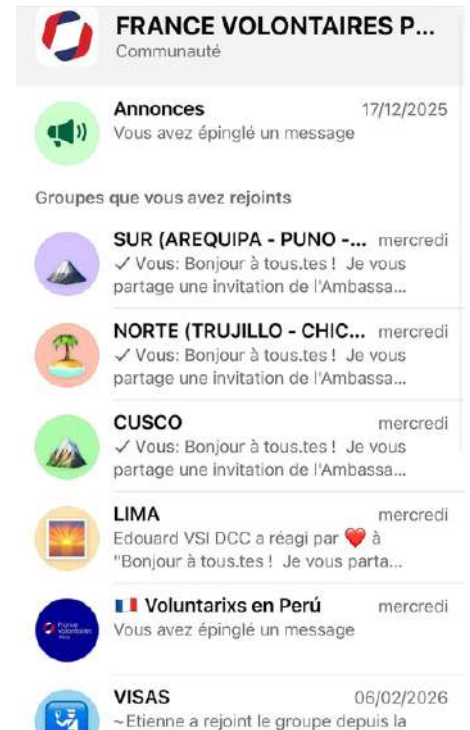 FRANCE VOLONTAIRES P...
Communauté
Annonces
17/12/2025
Vous avez épinglé un message
Groupes que vous avez rejoints
SUR (AREQUIPA - PUNO -...
mercredi
✓ Vous: Bonjour à tous.tes ! Je vous
partage une invitation de l'Ambassa...
NORTE (TRUJILLO - CHIC...
mercredi
✓ Vous: Bonjour à tous.tes ! Je vous
partage une invitation de l'Ambassa...
CUSCO
mercredi
✓ Vous: Bonjour à tous.tes ! Je vous
partage une invitation de l'Ambassa...
LIMA
mercredi
Edouard VSI DCC a réagi par ❤️ à
"Bonjour à tous.tes ! Je vous parta...
France
Volontaires
🇫🇷 Voluntarixs en Perú
mercredi
Vous avez épinglé un message
VISAS
06/02/2026
~Etienne a rejoint le groupe depuis la